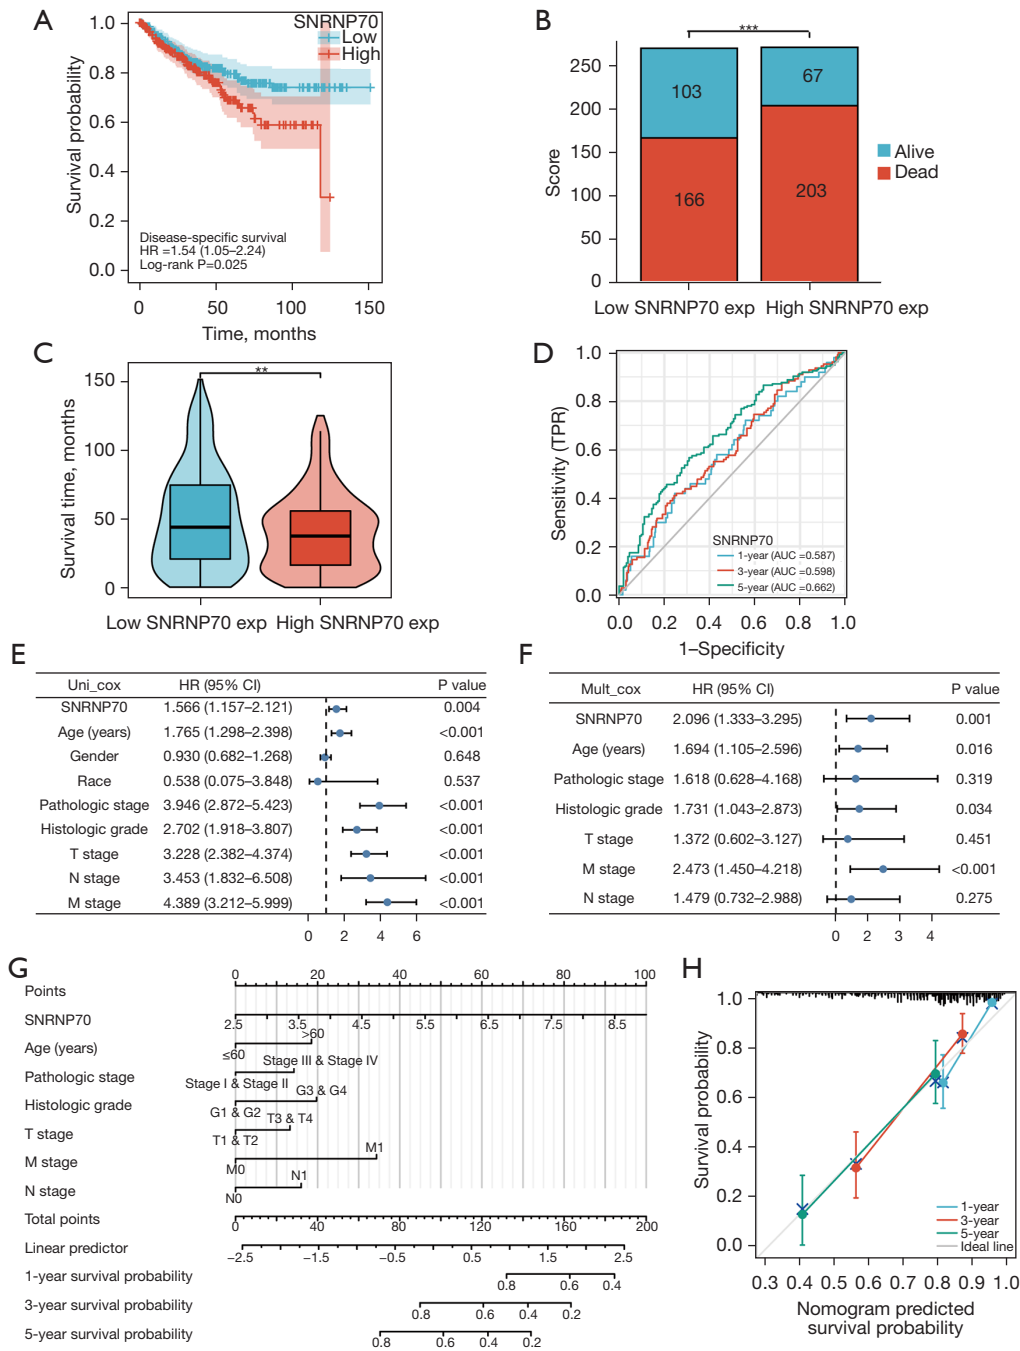 A
SNRNP70
Low
High
Survival probability
1.0
0.8
0.6
0.4
0.2
0.0
Disease-specific survival
HR =1.54 (1.05–2.24)
Log-rank P=0.025
0 50 100 150
Time, months
B
***
Score
250
200
150
100
50
0
103
67
166
203
Alive
Dead
Low SNRNP70 exp High SNRNP70 exp
C
**
Survival time, months
150
100
50
0
Low SNRNP70 exp High SNRNP70 exp
D
Sensitivity (TPR)
1.0
0.8
0.6
0.4
0.2
0.0
SNRNP70
1-year (AUC =0.587)
3-year (AUC =0.598)
5-year (AUC =0.662)
0.0 0.2 0.4 0.6 0.8 1.0
1–Specificity
E
Uni_cox HR (95% CI) P value
SNRNP70 1.566 (1.157–2.121) 0.004
Age (years) 1.765 (1.298–2.398) <0.001
Gender 0.930 (0.682–1.268) 0.648
Race 0.538 (0.075–3.848) 0.537
Pathologic stage 3.946 (2.872–5.423) <0.001
Histologic grade 2.702 (1.918–3.807) <0.001
T stage 3.228 (2.382–4.374) <0.001
N stage 3.453 (1.832–6.508) <0.001
M stage 4.389 (3.212–5.999) <0.001
0 2 4 6
F
Mult_cox HR (95% CI) P value
SNRNP70 2.096 (1.333–3.295) 0.001
Age (years) 1.694 (1.105–2.596) 0.016
Pathologic stage 1.618 (0.628–4.168) 0.319
Histologic grade 1.731 (1.043–2.873) 0.034
T stage 1.372 (0.602–3.127) 0.451
M stage 2.473 (1.450–4.218) <0.001
N stage 1.479 (0.732–2.988) 0.275
0 1 2 3 4
G
0 20 40 60 80 100
Points
SNRNP70
2.5 3.5 4.5 5.5 6.5 7.5 8.5
>60
Age (years)
≤60
Stage III & Stage IV
Pathologic stage
Stage I & Stage II
G3 & G4
Histologic grade
G1 & G2
T3 & T4
T stage
T1 & T2
M1
M stage
M0
N1
N stage
N0
Total points
0 40 80 120 160 200
Linear predictor
–2.5 –1.5 –0.5 0.5 1.5 2.5
1-year survival probability
0.8 0.6 0.4
3-year survival probability
0.8 0.6 0.4 0.2
5-year survival probability
0.8 0.6 0.4 0.2
H
Survival probability
1.0
0.8
0.6
0.4
0.2
0.0
1-year
3-year
5-year
Ideal line
0.3 0.4 0.5 0.6 0.7 0.8 0.9 1.0
Nomogram predicted
survival probability